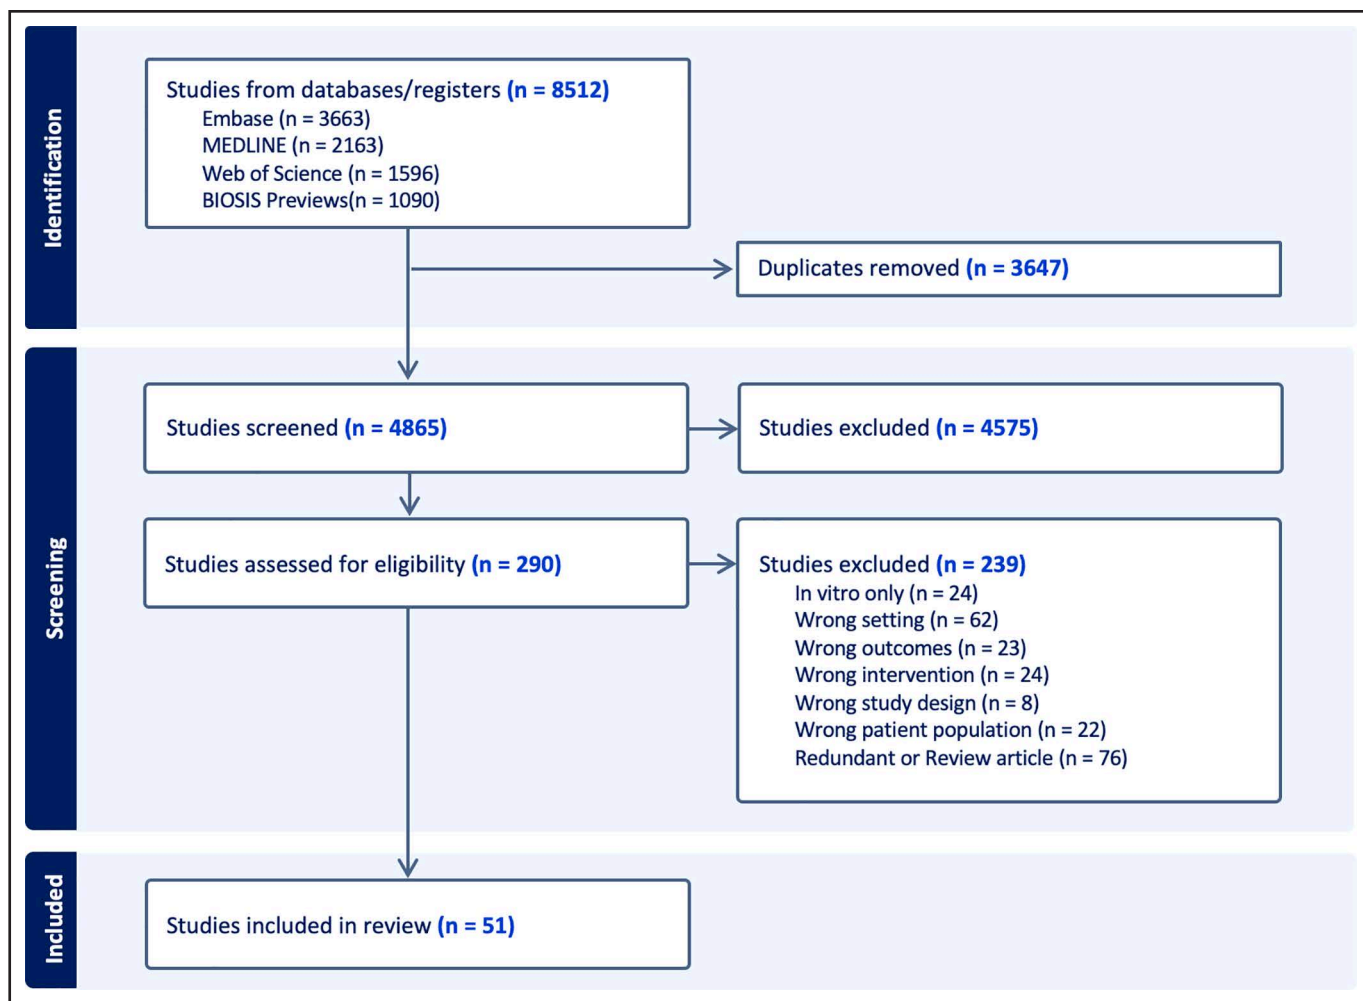 Identification
Studies from databases/registers (n = 8512)
Embase (n = 3663)
MEDLINE (n = 2163)
Web of Science (n = 1596)
BIOSIS Previews(n = 1090)
Duplicates removed (n = 3647)
Screening
Studies screened (n = 4865)
Studies excluded (n = 4575)
Studies assessed for eligibility (n = 290)
Studies excluded (n = 239)
In vitro only (n = 24)
Wrong setting (n = 62)
Wrong outcomes (n = 23)
Wrong intervention (n = 24)
Wrong study design (n = 8)
Wrong patient population (n = 22)
Redundant or Review article (n = 76)
Included
Studies included in review (n = 51)